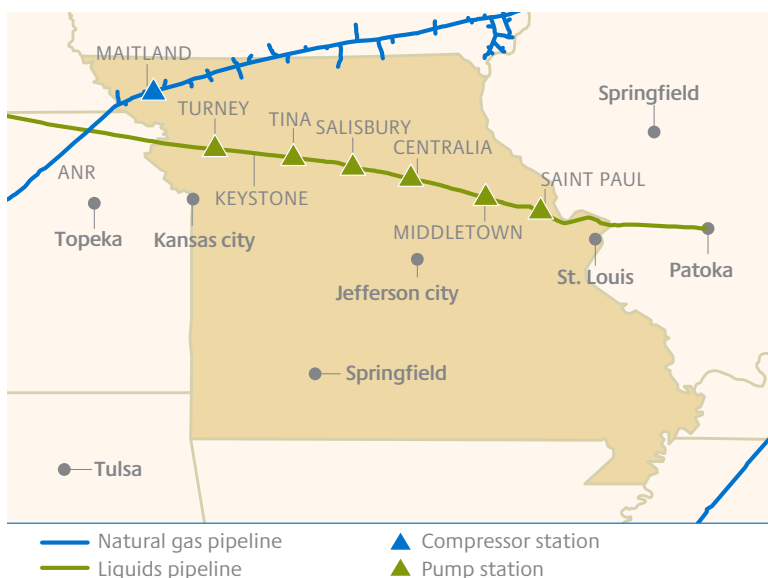 MAITLAND
TURNEY
TINA
SALISBURY
CENTRALIA
Springfield
ANR
KEYSTONE
SAINT PAUL
MIDDLETOWN
Topeka
Kansas city
St. Louis
Patoka
Jefferson city
Springfield
Tulsa
Natural gas pipeline
Compressor station
Liquids pipeline
Pump station